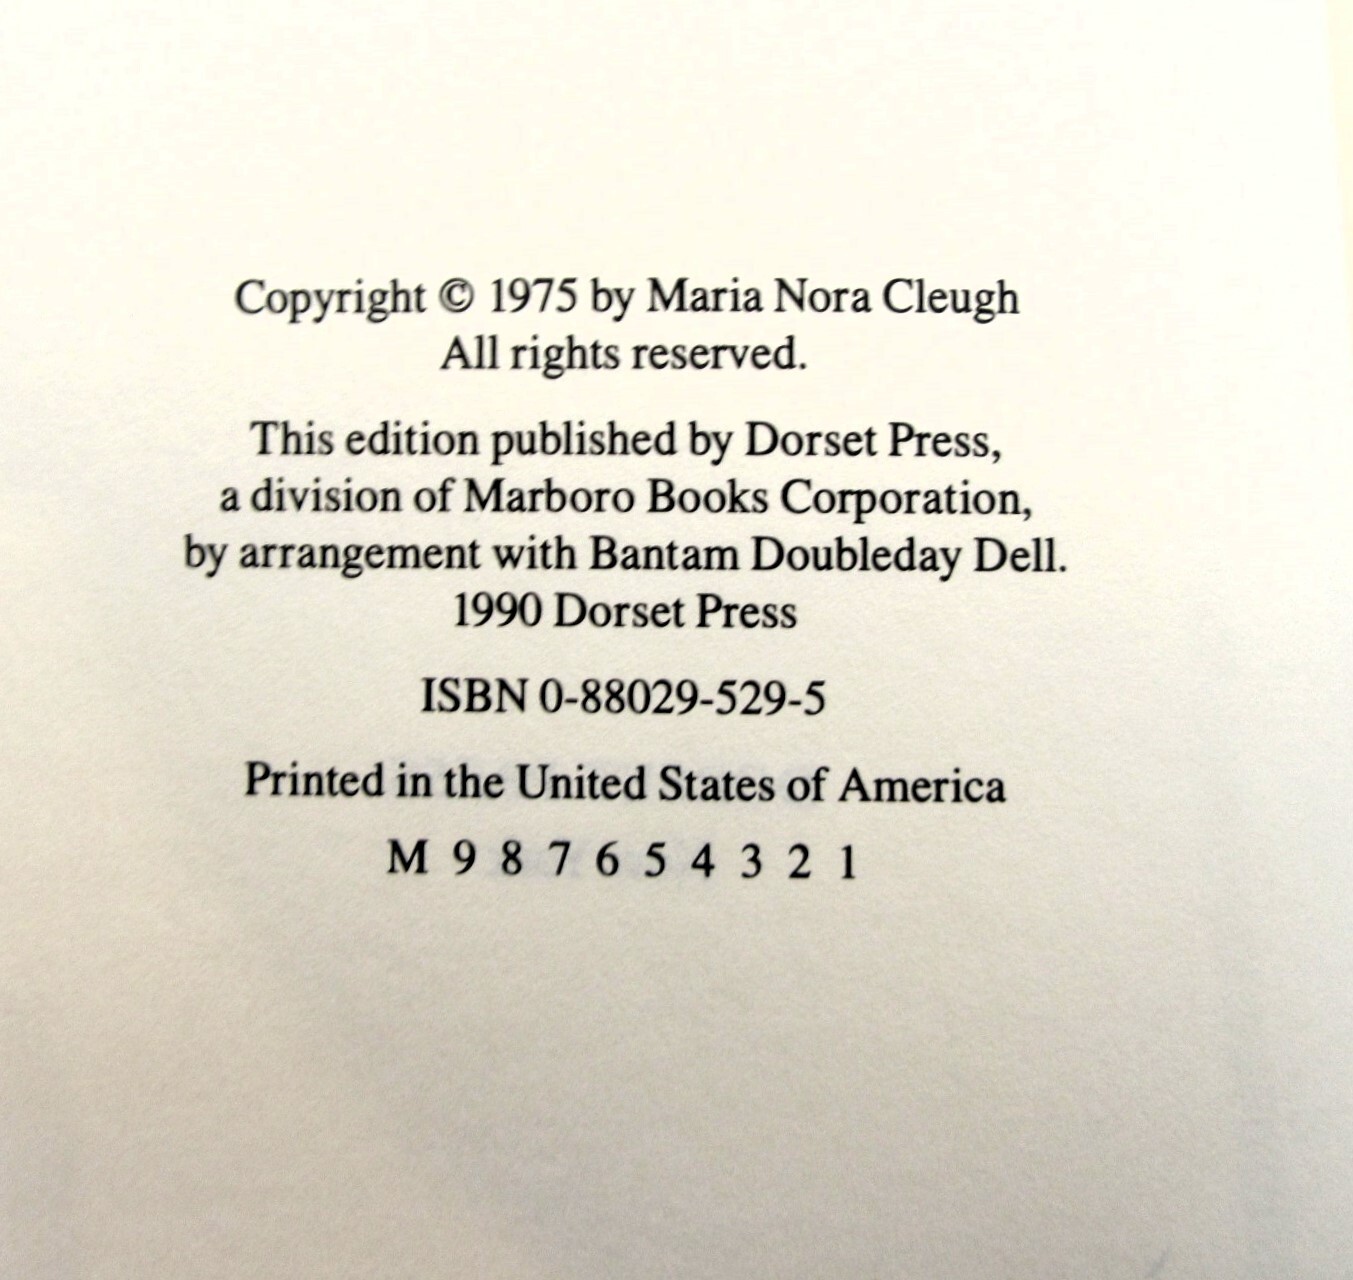 Copyright © 1975 by Maria Nora Cleugh
All rights reserved.
This edition published by Dorset Press,
a division of Marboro Books Corporation,
by arrangement with Bantam Doubleday Dell.
1990 Dorset Press
ISBN 0-88029-529-5
Printed in the United States of America
M 9 8 7 6 5 4 3 2 1